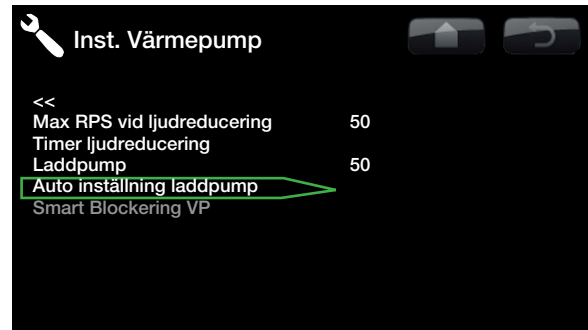 Inst. Värmepump
<<
Max RPS vid ljudreducering 50
Timer ljudreducering
Laddpump 50
Auto inställning laddpump
Smart Blockering VP